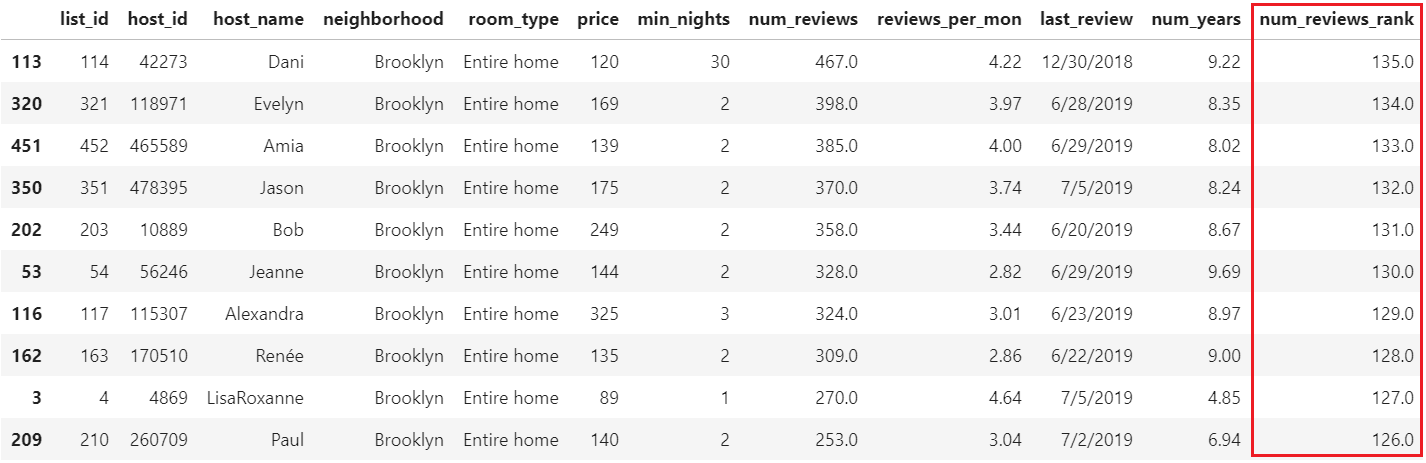 list_id host_id host_name neighborhood room_type price min_nights num_reviews reviews_per_mon last_review num_years num_reviews_rank
113 114 42273 Dani Brooklyn Entire home 120 30 467.0 4.22 12/30/2018 9.22 135.0
320 321 118971 Evelyn Brooklyn Entire home 169 2 398.0 3.97 6/28/2019 8.35 134.0
451 452 465589 Amia Brooklyn Entire home 139 2 385.0 4.00 6/29/2019 8.02 133.0
350 351 478395 Jason Brooklyn Entire home 175 2 370.0 3.74 7/5/2019 8.24 132.0
202 203 10889 Bob Brooklyn Entire home 249 2 358.0 3.44 6/20/2019 8.67 131.0
53 54 56246 Jeanne Brooklyn Entire home 144 2 328.0 2.82 6/29/2019 9.69 130.0
116 117 115307 Alexandra Brooklyn Entire home 325 3 324.0 3.01 6/23/2019 8.97 129.0
162 163 170510 Renée Brooklyn Entire home 135 2 309.0 2.86 6/22/2019 9.00 128.0
3 4 4869 LisaRoxanne Brooklyn Entire home 89 1 270.0 4.64 7/5/2019 4.85 127.0
209 210 260709 Paul Brooklyn Entire home 140 2 253.0 3.04 7/2/2019 6.94 126.0